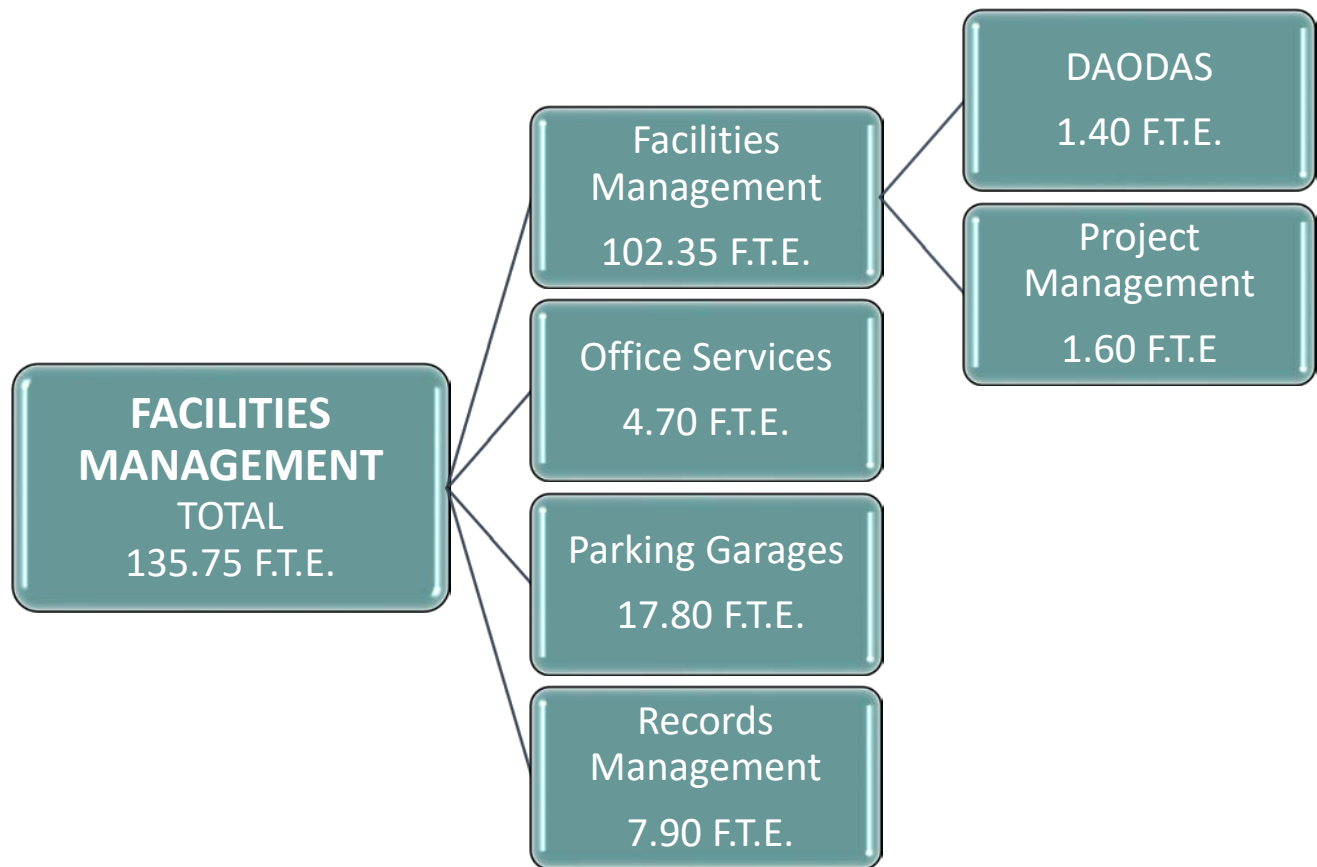 FACILITIES
MANAGEMENT
TOTAL
135.75 F.T.E.
Facilities
Management
102.35 F.T.E.
Office Services
4.70 F.T.E.
Parking Garages
17.80 F.T.E.
Records
Management
7.90 F.T.E.
DAODAS
1.40 F.T.E.
Project
Management
1.60 F.T.E